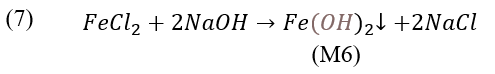 (7) FeCl₂ + 2NaOH → Fe(OH)₂↓ +2NaCl
(M6)